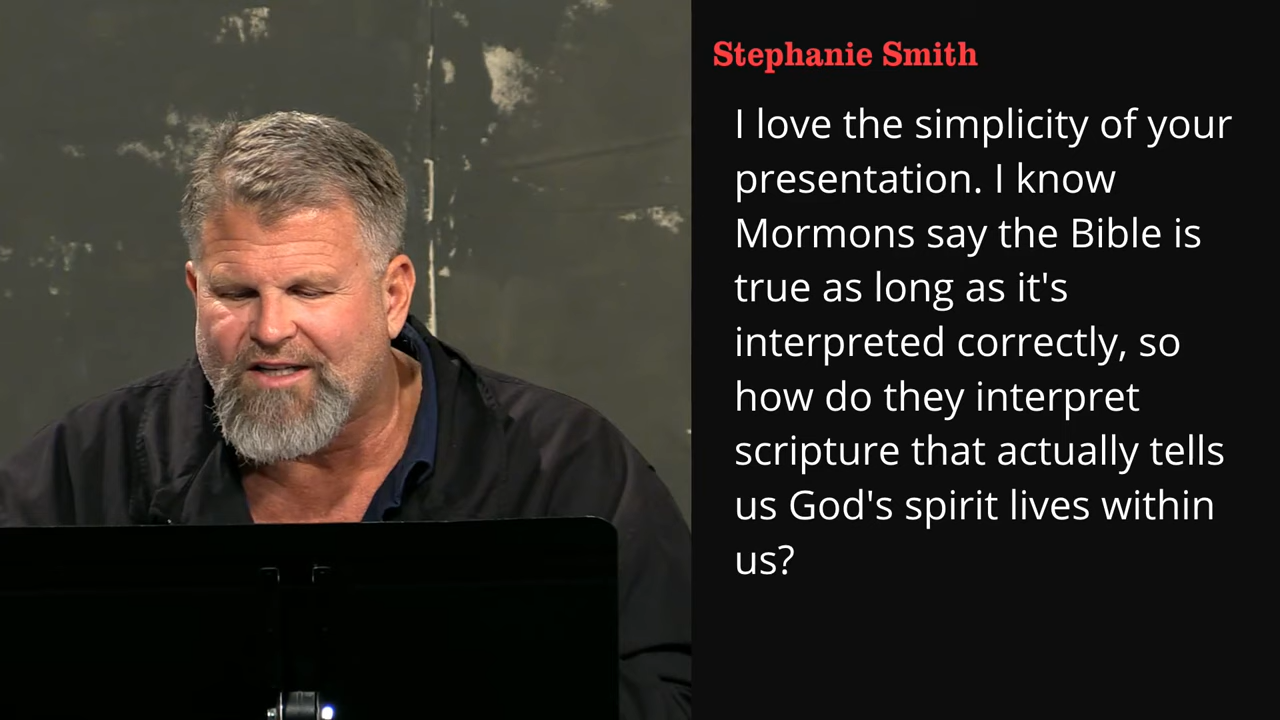 Stephanie Smith
I love the simplicity of your
presentation. I know
Mormons say the Bible is
true as long as it's
interpreted correctly, so
how do they interpret
scripture that actually tells
us God's spirit lives within
us?